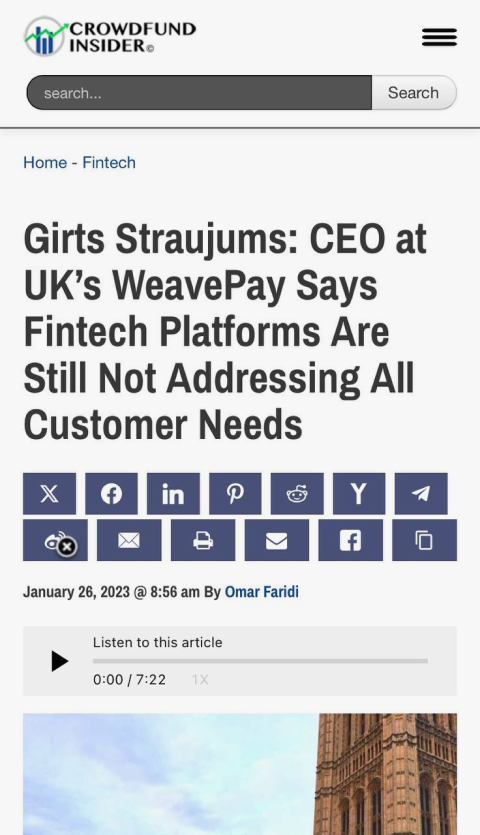 CROWDFUND
INSIDER©
search...
Search
Home - Fintech
Girts Straujums: CEO at
UK’s WeavePay Says
Fintech Platforms Are
Still Not Addressing All
Customer Needs
January 26, 2023 @ 8:56 am By Omar Faridi
Listen to this article
0:00 / 7:22 1X